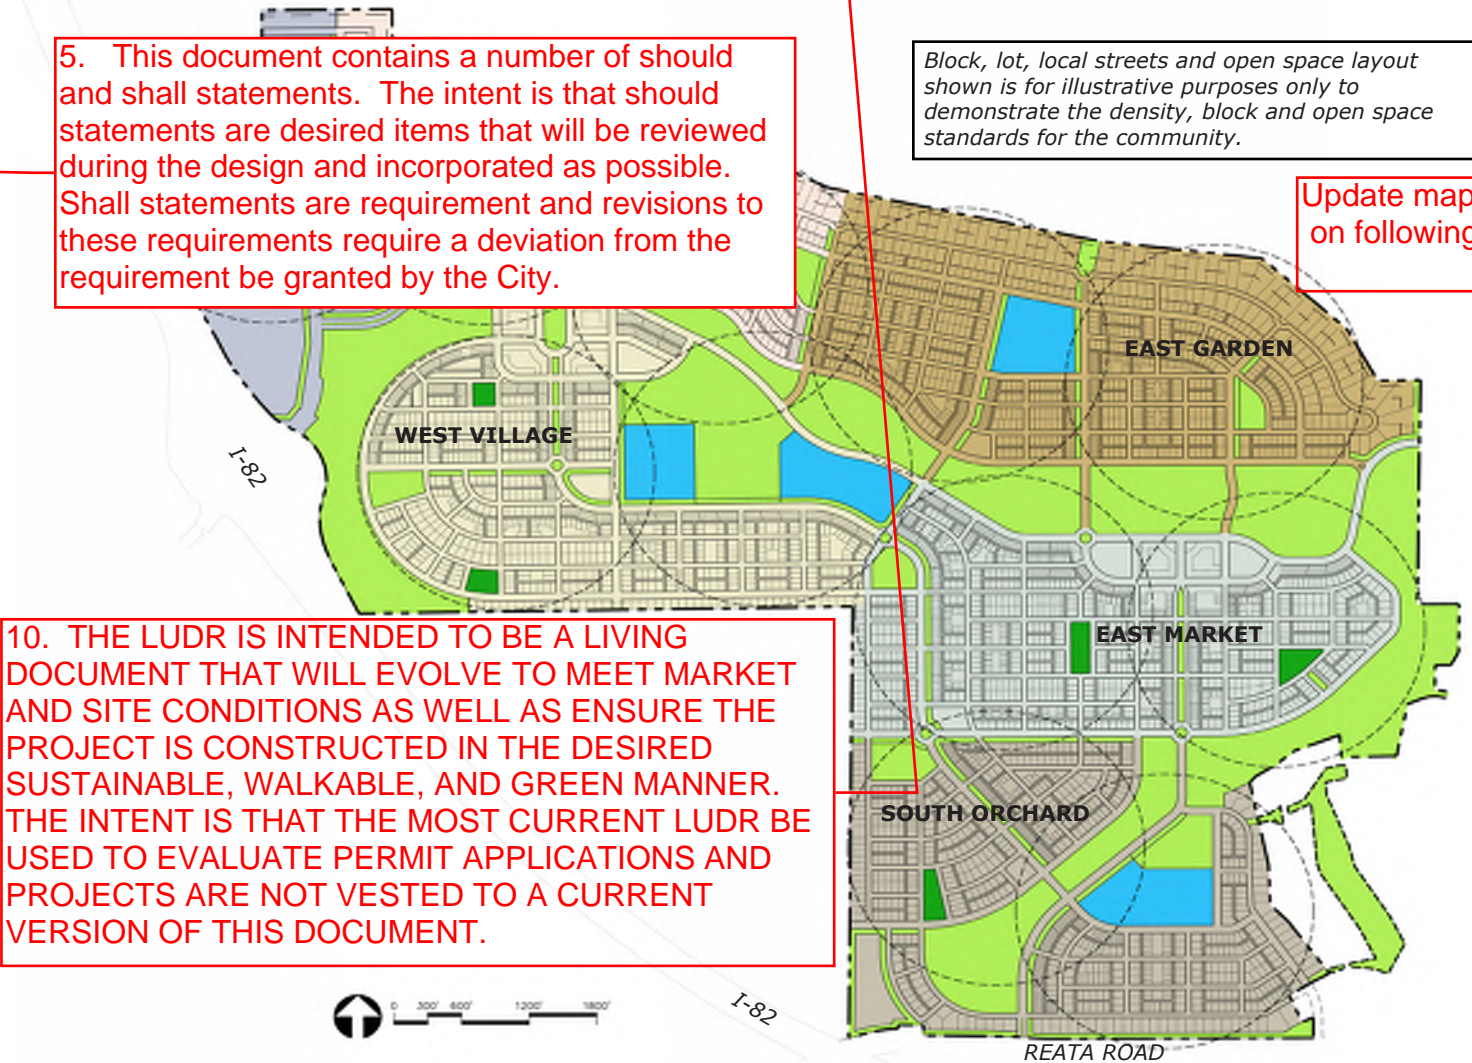 5.   This document contains a number of should
and shall statements.  The intent is that should
statements are desired items that will be reviewed
during the design and incorporated as possible.
Shall statements are requirement and revisions to
these requirements require a deviation from the
requirement be granted by the City.
Block, lot, local streets and open space layout
shown is for illustrative purposes only to
demonstrate the density, block and open space
standards for the community.
Update map
on following
EAST GARDEN
WEST VILLAGE
I-82
EAST MARKET
10.  THE LUDR IS INTENDED TO BE A LIVING
DOCUMENT THAT WILL EVOLVE TO MEET MARKET
AND SITE CONDITIONS AS WELL AS ENSURE THE
PROJECT IS CONSTRUCTED IN THE DESIRED
SUSTAINABLE, WALKABLE, AND GREEN MANNER.
THE INTENT IS THAT THE MOST CURRENT LUDR BE
USED TO EVALUATE PERMIT APPLICATIONS AND
PROJECTS ARE NOT VESTED TO A CURRENT
VERSION OF THIS DOCUMENT.
SOUTH ORCHARD
0 300' 600' 1200' 1800'
I-82
REATA ROAD